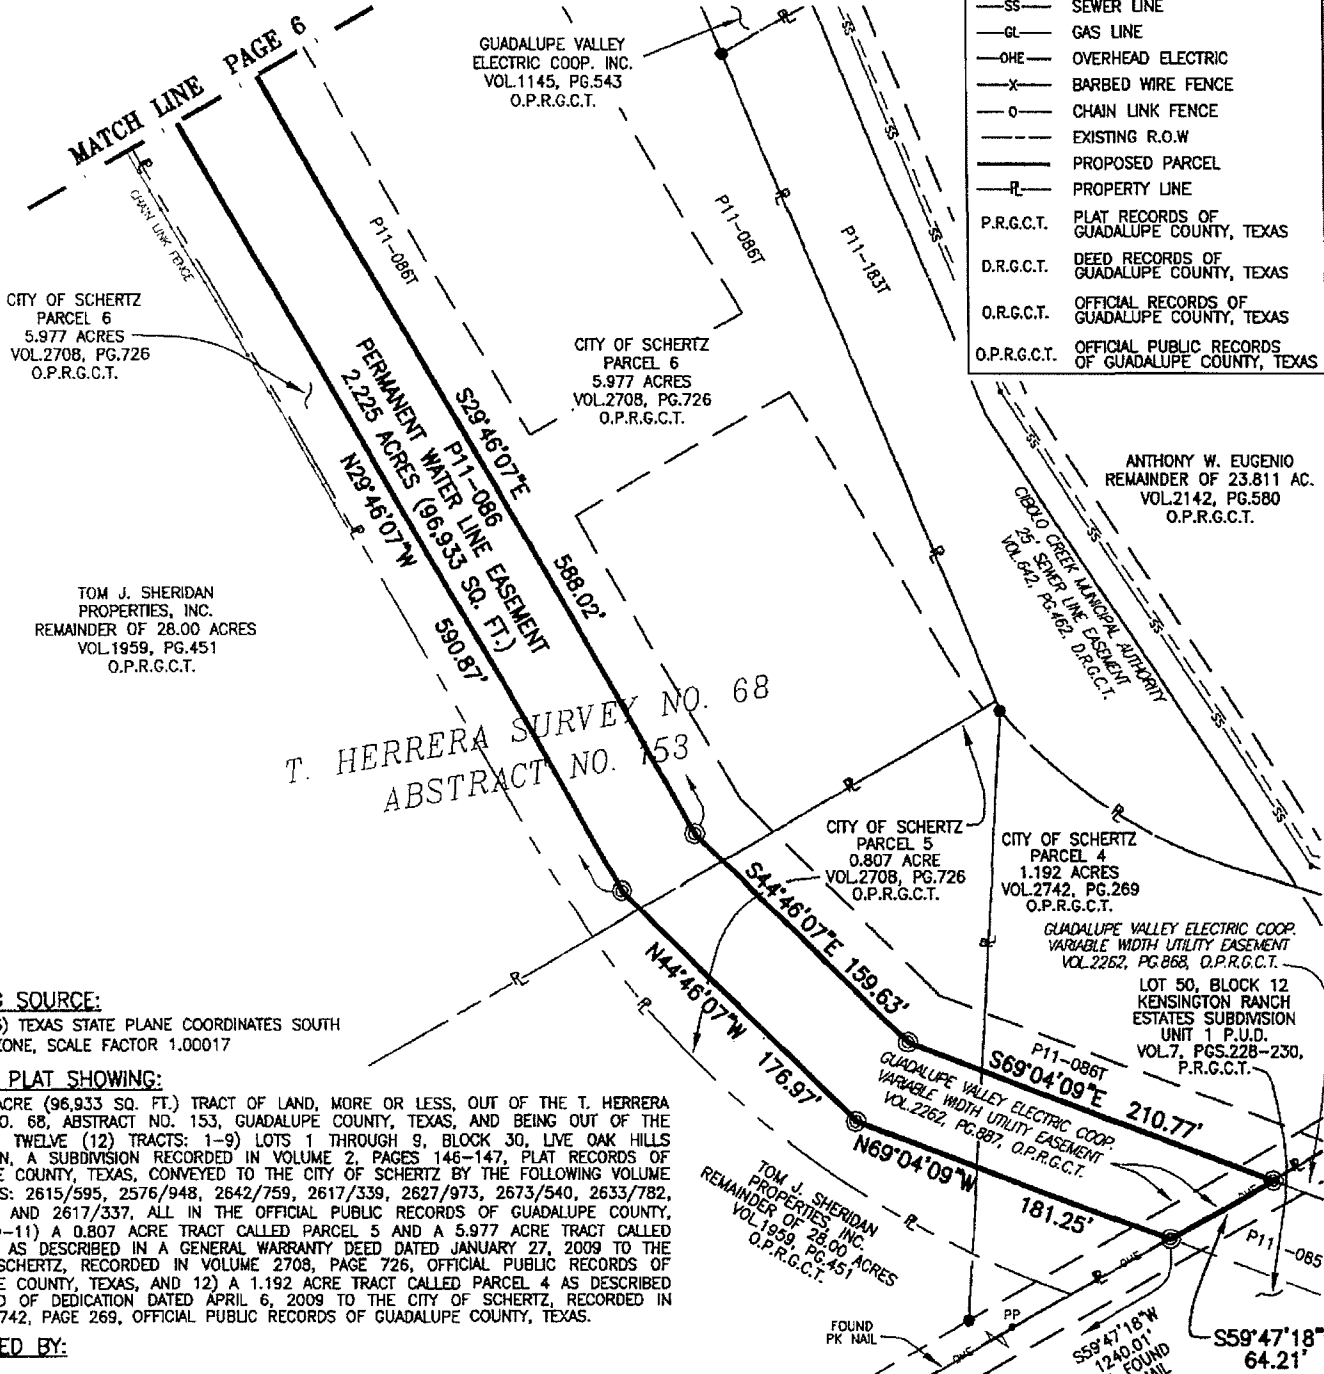 MATCH LINE PAGE 6
GUADALUPE VALLEY
ELECTRIC COOP. INC.
VOL.1145, PG.543
O.P.R.G.C.T.
SS SEWER LINE
GL GAS LINE
OHE OVERHEAD ELECTRIC
X BARBED WIRE FENCE
O CHAIN LINK FENCE
EXISTING R.O.W
PROPOSED PARCEL
PL PROPERTY LINE
P.R.G.C.T. PLAT RECORDS OF
GUADALUPE COUNTY, TEXAS
D.R.G.C.T. DEED RECORDS OF
GUADALUPE COUNTY, TEXAS
O.R.G.C.T. OFFICIAL RECORDS OF
GUADALUPE COUNTY, TEXAS
O.P.R.G.C.T. OFFICIAL PUBLIC RECORDS
OF GUADALUPE COUNTY, TEXAS
CHAIN LINK FENCE
P11-086T
P11-086T
P11-183T
CITY OF SCHERTZ
PARCEL 6
5.977 ACRES
VOL.2708, PG.726
O.P.R.G.C.T.
CITY OF SCHERTZ
PARCEL 6
5.977 ACRES
VOL.2708, PG.726
O.P.R.G.C.T.
PERMANENT WATER LINE EASEMENT
P11-086
2.225 ACRES (96,933 SQ. FT.)
S29°46'07"E
588.02'
N29°46'07"W
590.87'
ANTHONY W. EUGENIO
REMAINDER OF 23.811 AC.
VOL.2142, PG.580
O.P.R.G.C.T.
CIBOLO CREEK MUNICIPAL AUTHORITY
25' SEWER LINE EASEMENT
VOL.642, PG.462, D.R.G.C.T.
TOM J. SHERIDAN
PROPERTIES, INC.
REMAINDER OF 28.00 ACRES
VOL.1959, PG.451
O.P.R.G.C.T.
T. HERRERA SURVEY NO. 68
ABSTRACT NO. 153
CITY OF SCHERTZ
PARCEL 5
0.807 ACRE
VOL.2708, PG.726
O.P.R.G.C.T.
CITY OF SCHERTZ
PARCEL 4
1.192 ACRES
VOL.2742, PG.269
O.P.R.G.C.T.
GUADALUPE VALLEY ELECTRIC COOP.
VARIABLE WIDTH UTILITY EASEMENT
VOL.2262, PG.868, O.P.R.G.C.T.
LOT 50, BLOCK 12
KENSINGTON RANCH
ESTATES SUBDIVISION
UNIT 1 P.U.D.
VOL.7, PGS.228-230,
P.R.G.C.T.
S44°46'07"E 159.63'
N44°46'07"W 176.97'
P11-086T
S69°04'09"E 210.77'
GUADALUPE VALLEY ELECTRIC COOP.
VARIABLE WIDTH UTILITY EASEMENT
VOL.2262, PG.887, O.P.R.G.C.T.
N69°04'09"W 181.25'
TOM J. SHERIDAN
PROPERTIES, INC.
REMAINDER OF 28.00 ACRES
VOL.1959, PG.451
O.P.R.G.C.T.
P11-085
FOUND
PK NAIL
PP
OHE
OHE
OHE
S59°47'18"W
1240.01'
FOUND
S59°47'18"
64.21'
SOURCE:
TEXAS STATE PLANE COORDINATES SOUTH
ZONE, SCALE FACTOR 1.00017
PLAT SHOWING:
ACRE (96,933 SQ. FT.) TRACT OF LAND, MORE OR LESS, OUT OF THE T. HERRERA
NO. 68, ABSTRACT NO. 153, GUADALUPE COUNTY, TEXAS, AND BEING OUT OF THE
TWELVE (12) TRACTS: 1-9) LOTS 1 THROUGH 9, BLOCK 30, LIVE OAK HILLS
N, A SUBDIVISION RECORDED IN VOLUME 2, PAGES 146-147, PLAT RECORDS OF
E COUNTY, TEXAS, CONVEYED TO THE CITY OF SCHERTZ BY THE FOLLOWING VOLUME
S: 2615/595, 2576/948, 2642/759, 2617/339, 2627/973, 2673/540, 2633/782,
AND 2617/337, ALL IN THE OFFICIAL PUBLIC RECORDS OF GUADALUPE COUNTY,
-11) A 0.807 ACRE TRACT CALLED PARCEL 5 AND A 5.977 ACRE TRACT CALLED
AS DESCRIBED IN A GENERAL WARRANTY DEED DATED JANUARY 27, 2009 TO THE
SCHERTZ, RECORDED IN VOLUME 2708, PAGE 726, OFFICIAL PUBLIC RECORDS OF
E COUNTY, TEXAS, AND 12) A 1.192 ACRE TRACT CALLED PARCEL 4 AS DESCRIBED
D OF DEDICATION DATED APRIL 6, 2009 TO THE CITY OF SCHERTZ, RECORDED IN
742, PAGE 269, OFFICIAL PUBLIC RECORDS OF GUADALUPE COUNTY, TEXAS.
ED BY: